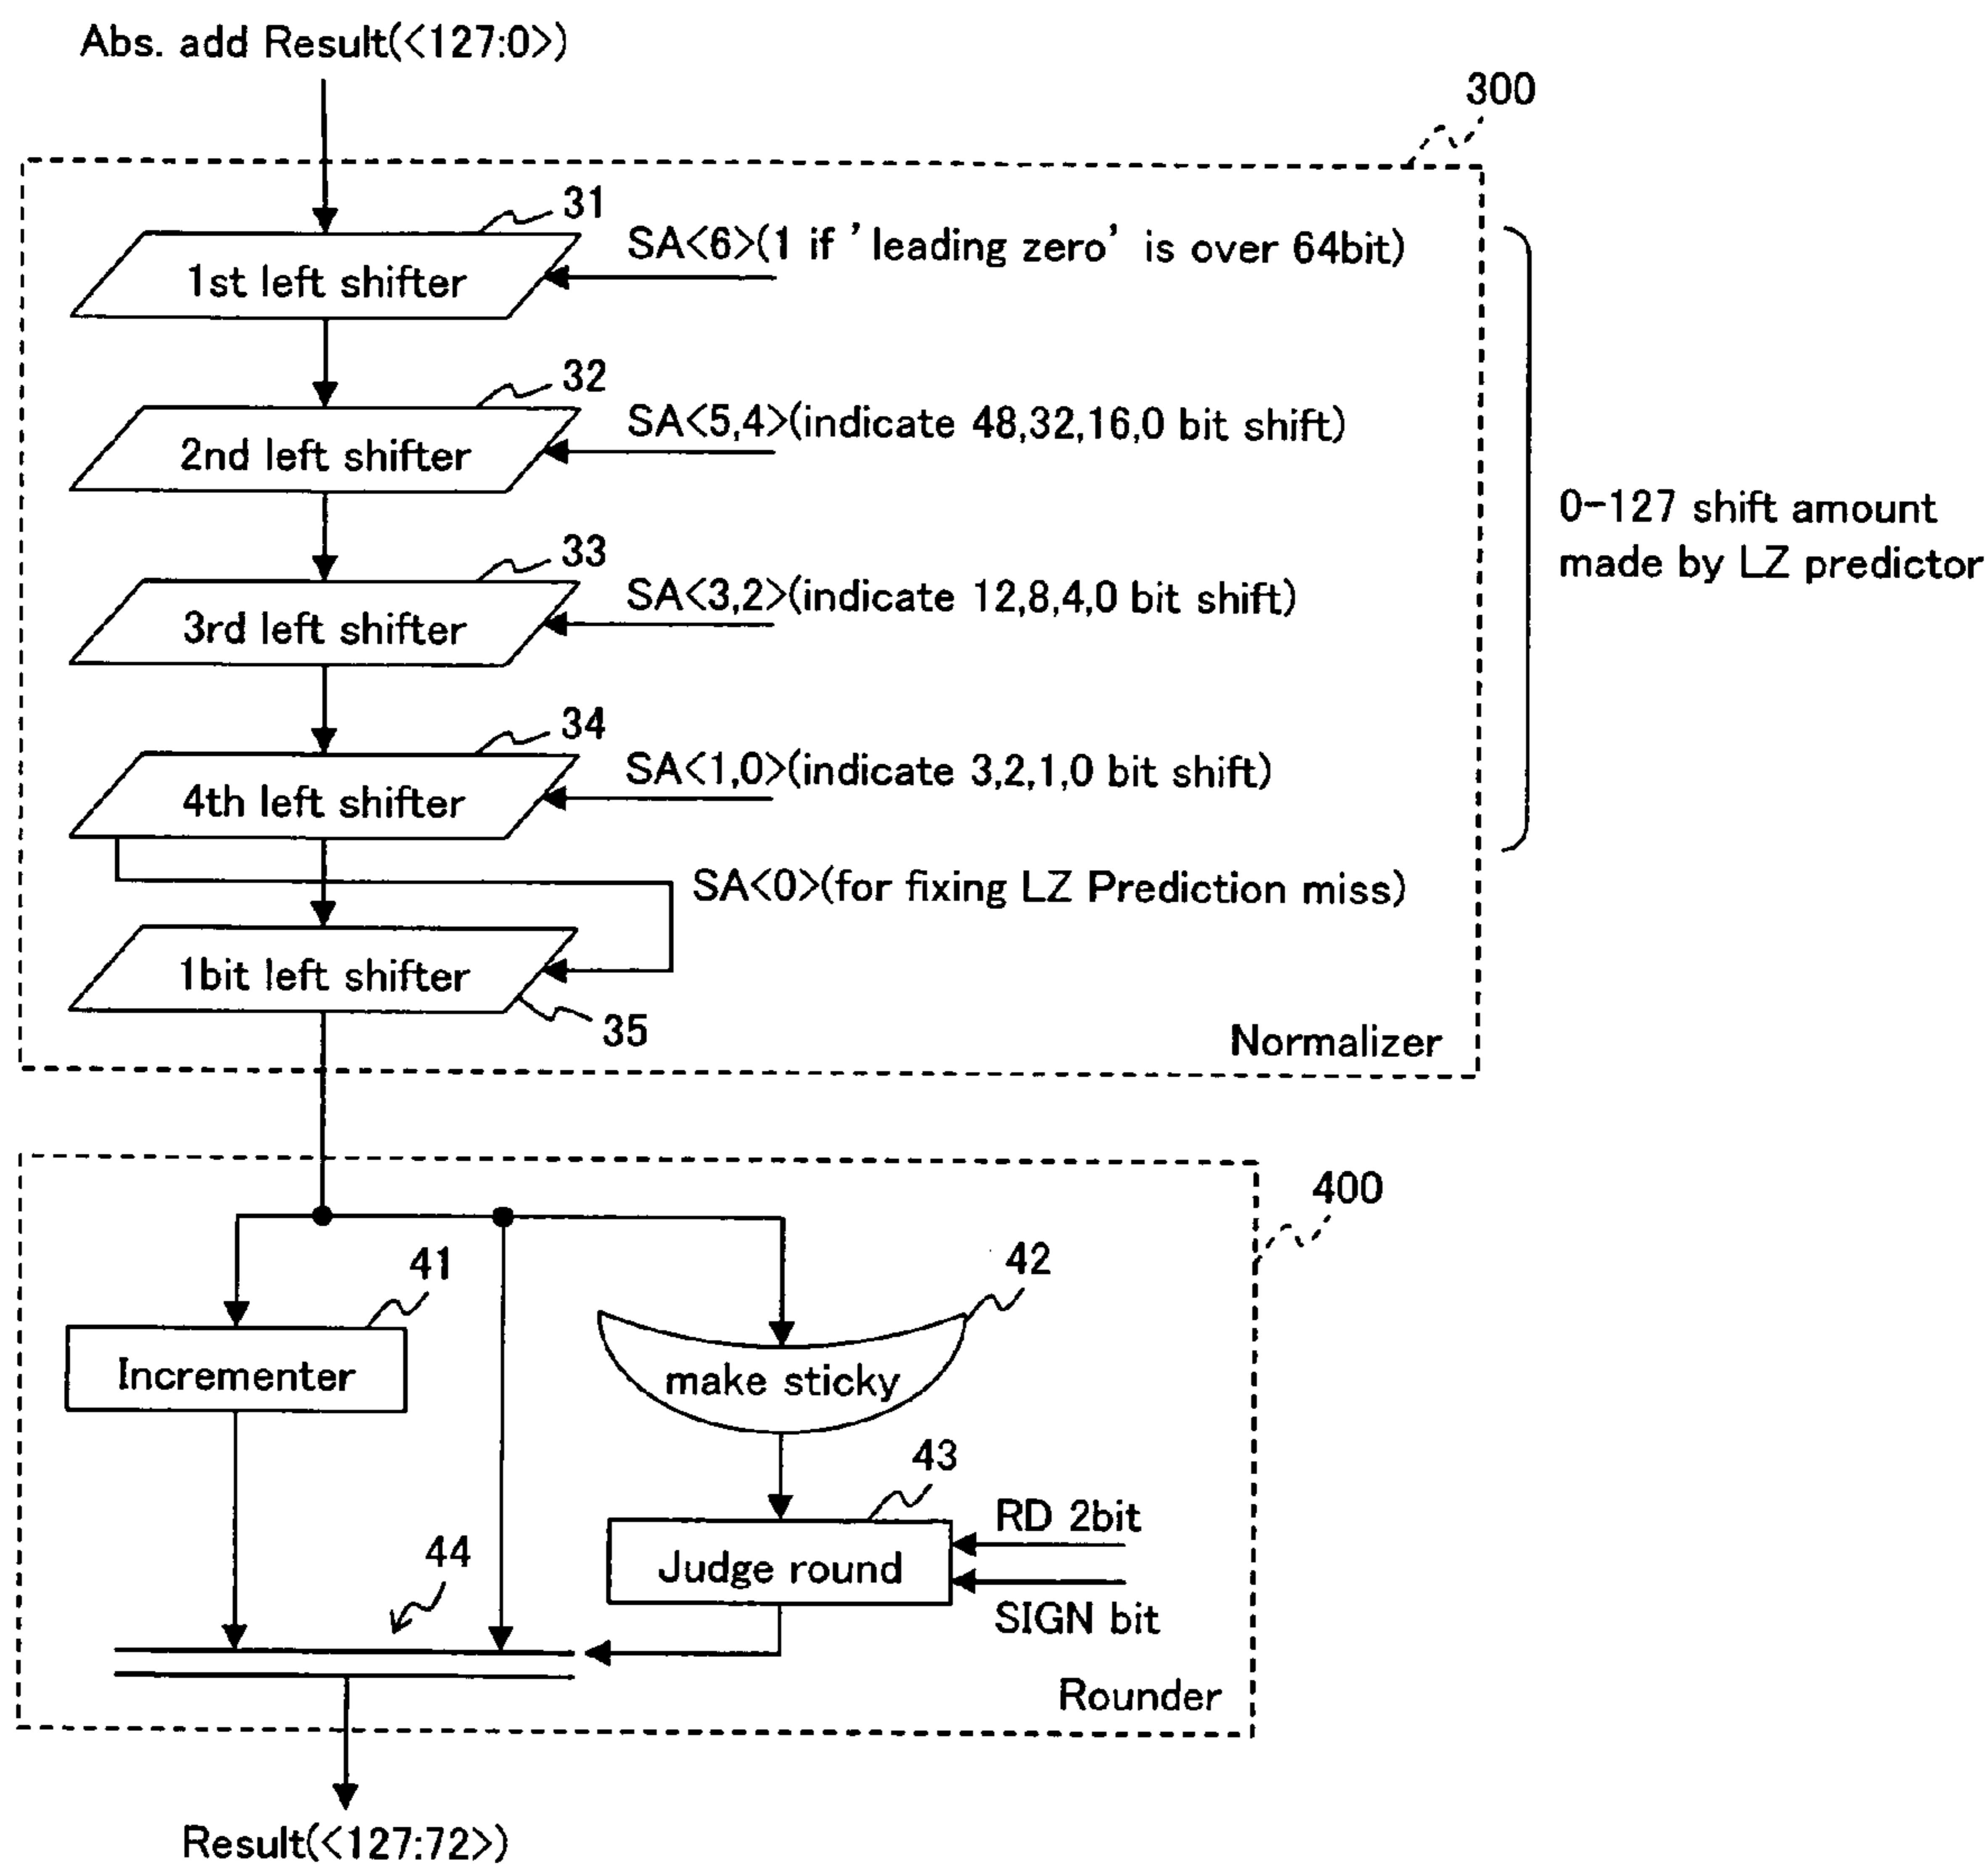 Abs. add Result(<127:0>)
300
31
SA<6>(1 if 'leading zero' is over 64bit)
1st left shifter
32
SA<5,4>(indicate 48,32,16,0 bit shift)
2nd left shifter
0-127 shift amount
made by LZ predictor
33
SA<3,2>(indicate 12,8,4,0 bit shift)
3rd left shifter
34
SA<1,0>(indicate 3,2,1,0 bit shift)
4th left shifter
SA<0>(for fixing LZ Prediction miss)
1bit left shifter
35
Normalizer
400
41
42
Incrementer
make sticky
43
RD 2bit
44
Judge round
SIGN bit
Rounder
Result(<127:72>)